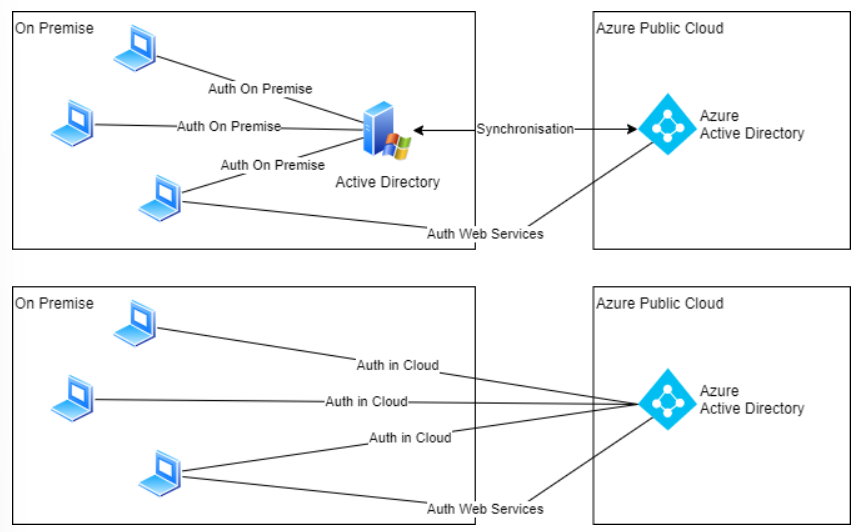 On Premise
Azure Public Cloud
Auth On Premise
Auth On Premise
Synchronisation
Azure
Active Directory
Auth On Premise
Active Directory
Auth Web Services
On Premise
Azure Public Cloud
Auth in Cloud
Auth in Cloud
Azure
Active Directory
Auth in Cloud
Auth Web Services